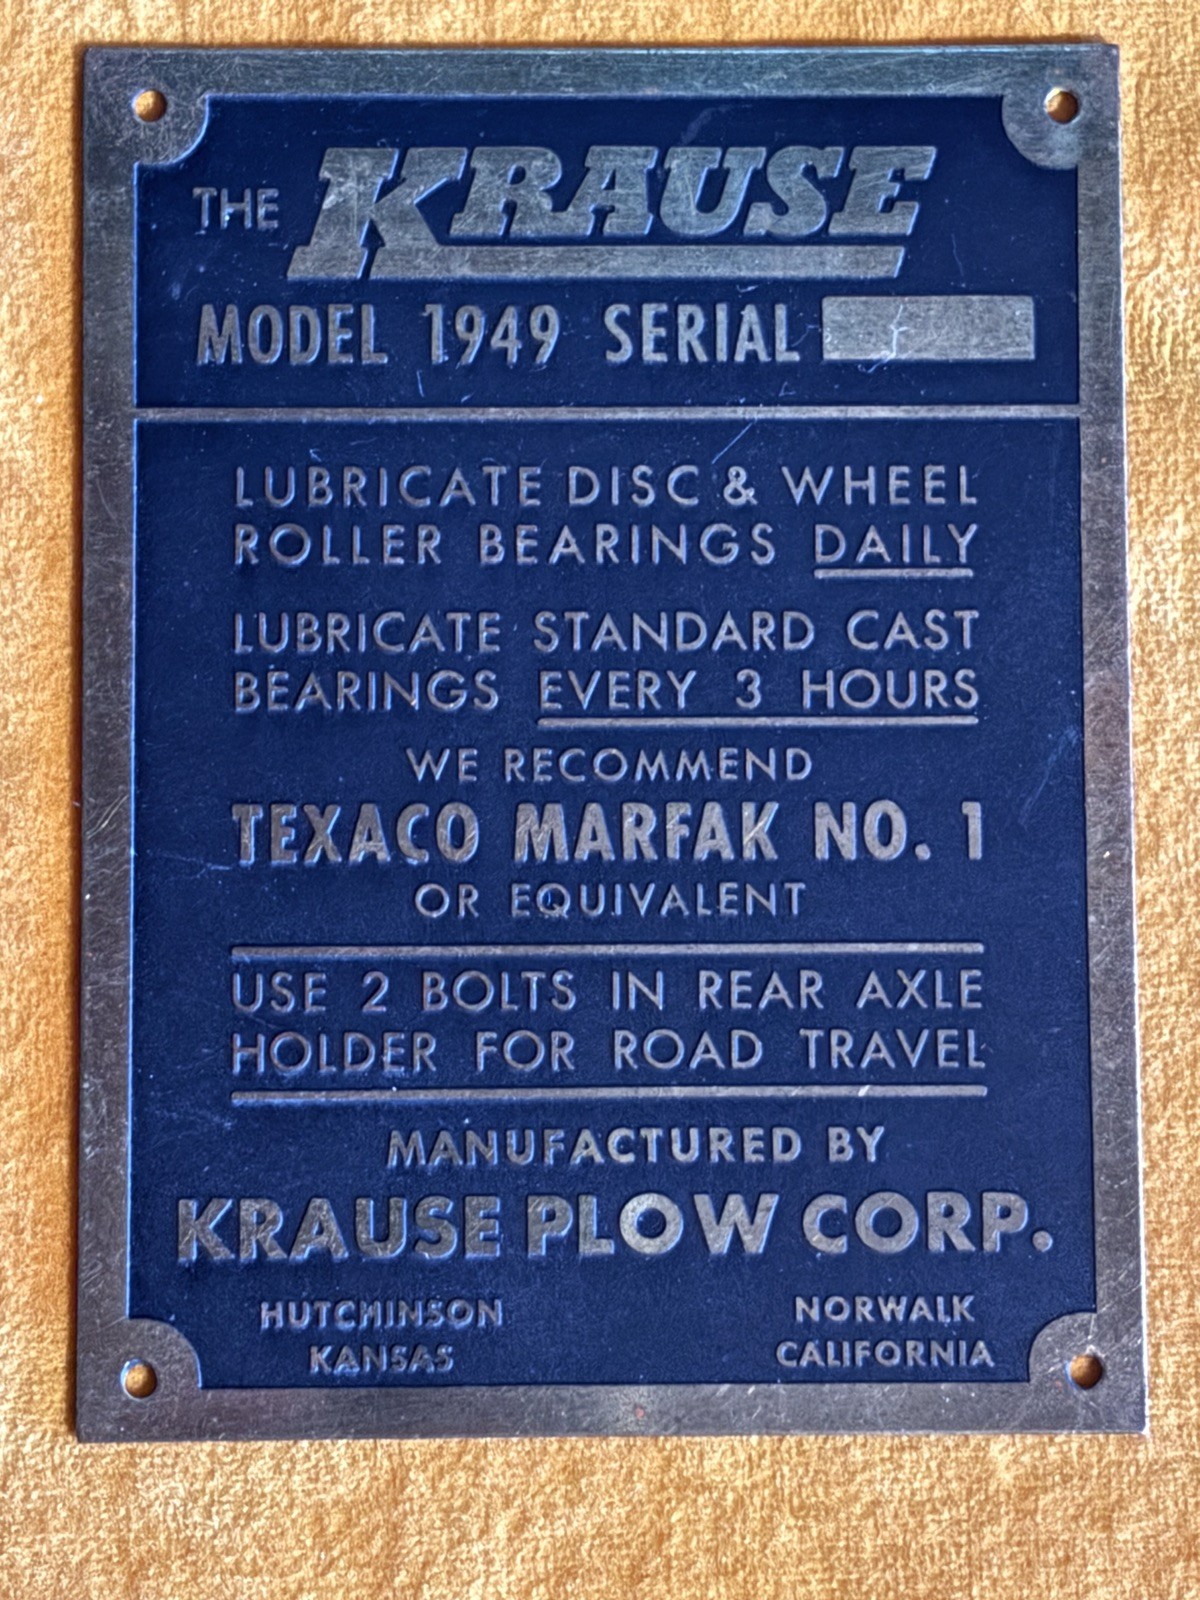 THE KRAUSE
MODEL 1949 SERIAL
LUBRICATE DISC & WHEEL
ROLLER BEARINGS DAILY
LUBRICATE STANDARD CAST
BEARINGS EVERY 3 HOURS
WE RECOMMEND
TEXACO MARFAK NO. 1
OR EQUIVALENT
USE 2 BOLTS IN REAR AXLE
HOLDER FOR ROAD TRAVEL
MANUFACTURED BY
KRAUSE PLOW CORP.
HUTCHINSON NORWALK
KANSAS CALIFORNIA